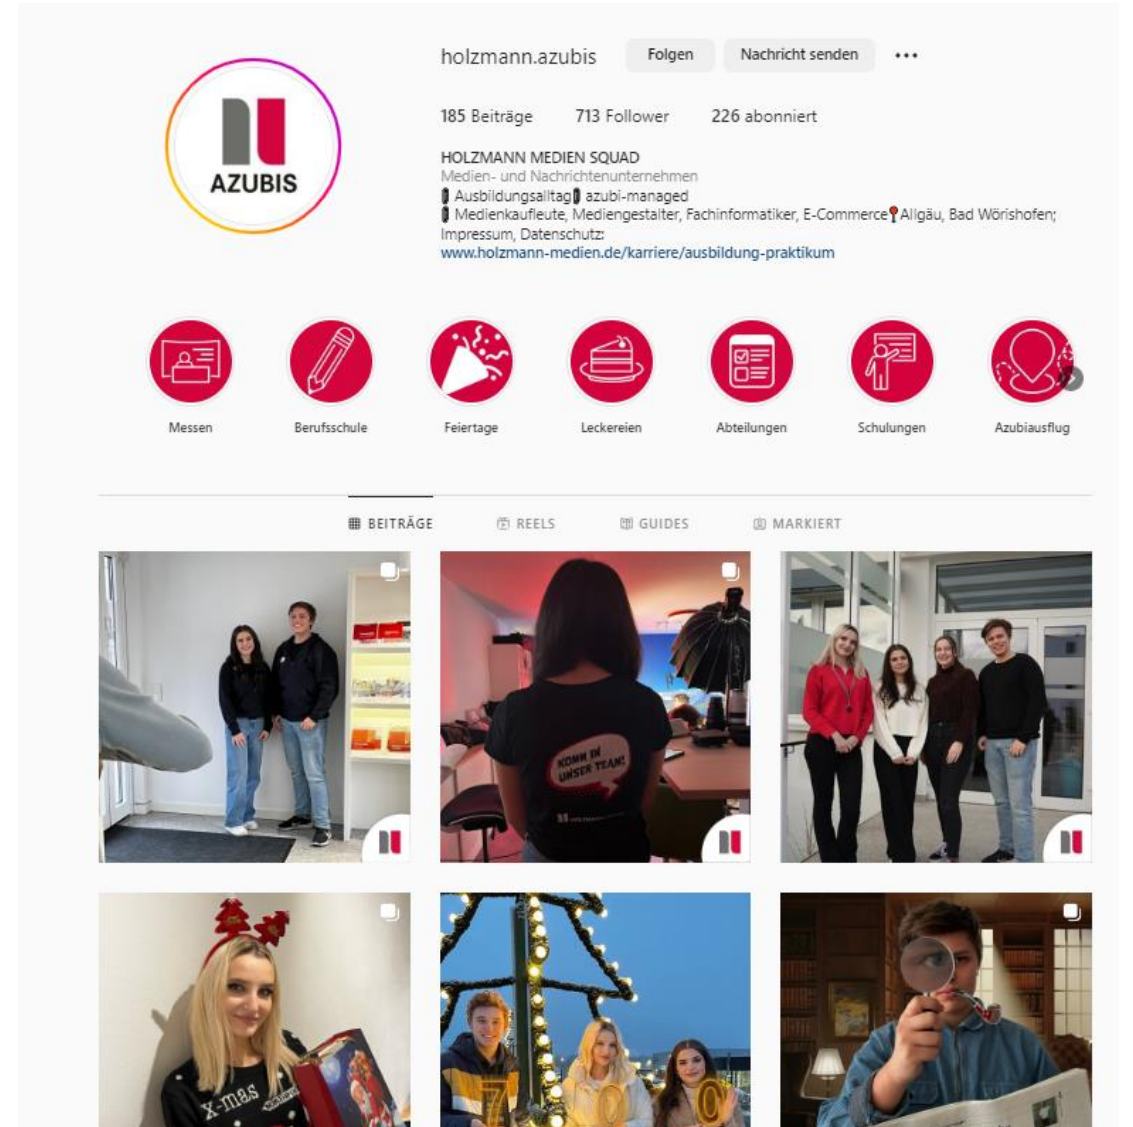 holzmann.azubis Folgen Nachricht senden
185 Beiträge 713 Follower 226 abonniert
AZUBIS
HOLZMANN MEDIEN SQUAD
Medien- und Nachrichtenunternehmen
Ausbildungsalltag azubi-managed
Medienkaufleute, Mediengestalter, Fachinformatiker, E-Commerce📍Allgäu, Bad Wörishofen;
Impressum, Datenschutz:
www.holzmann-medien.de/karriere/ausbildung-praktikum
Messen Berufsschule Feiertage Leckereien Abteilungen Schulungen Azubiausflug
BEITRÄGE REELS GUIDES MARKIERT
KOMM IN
UNSER TEAM!
X-mas
700